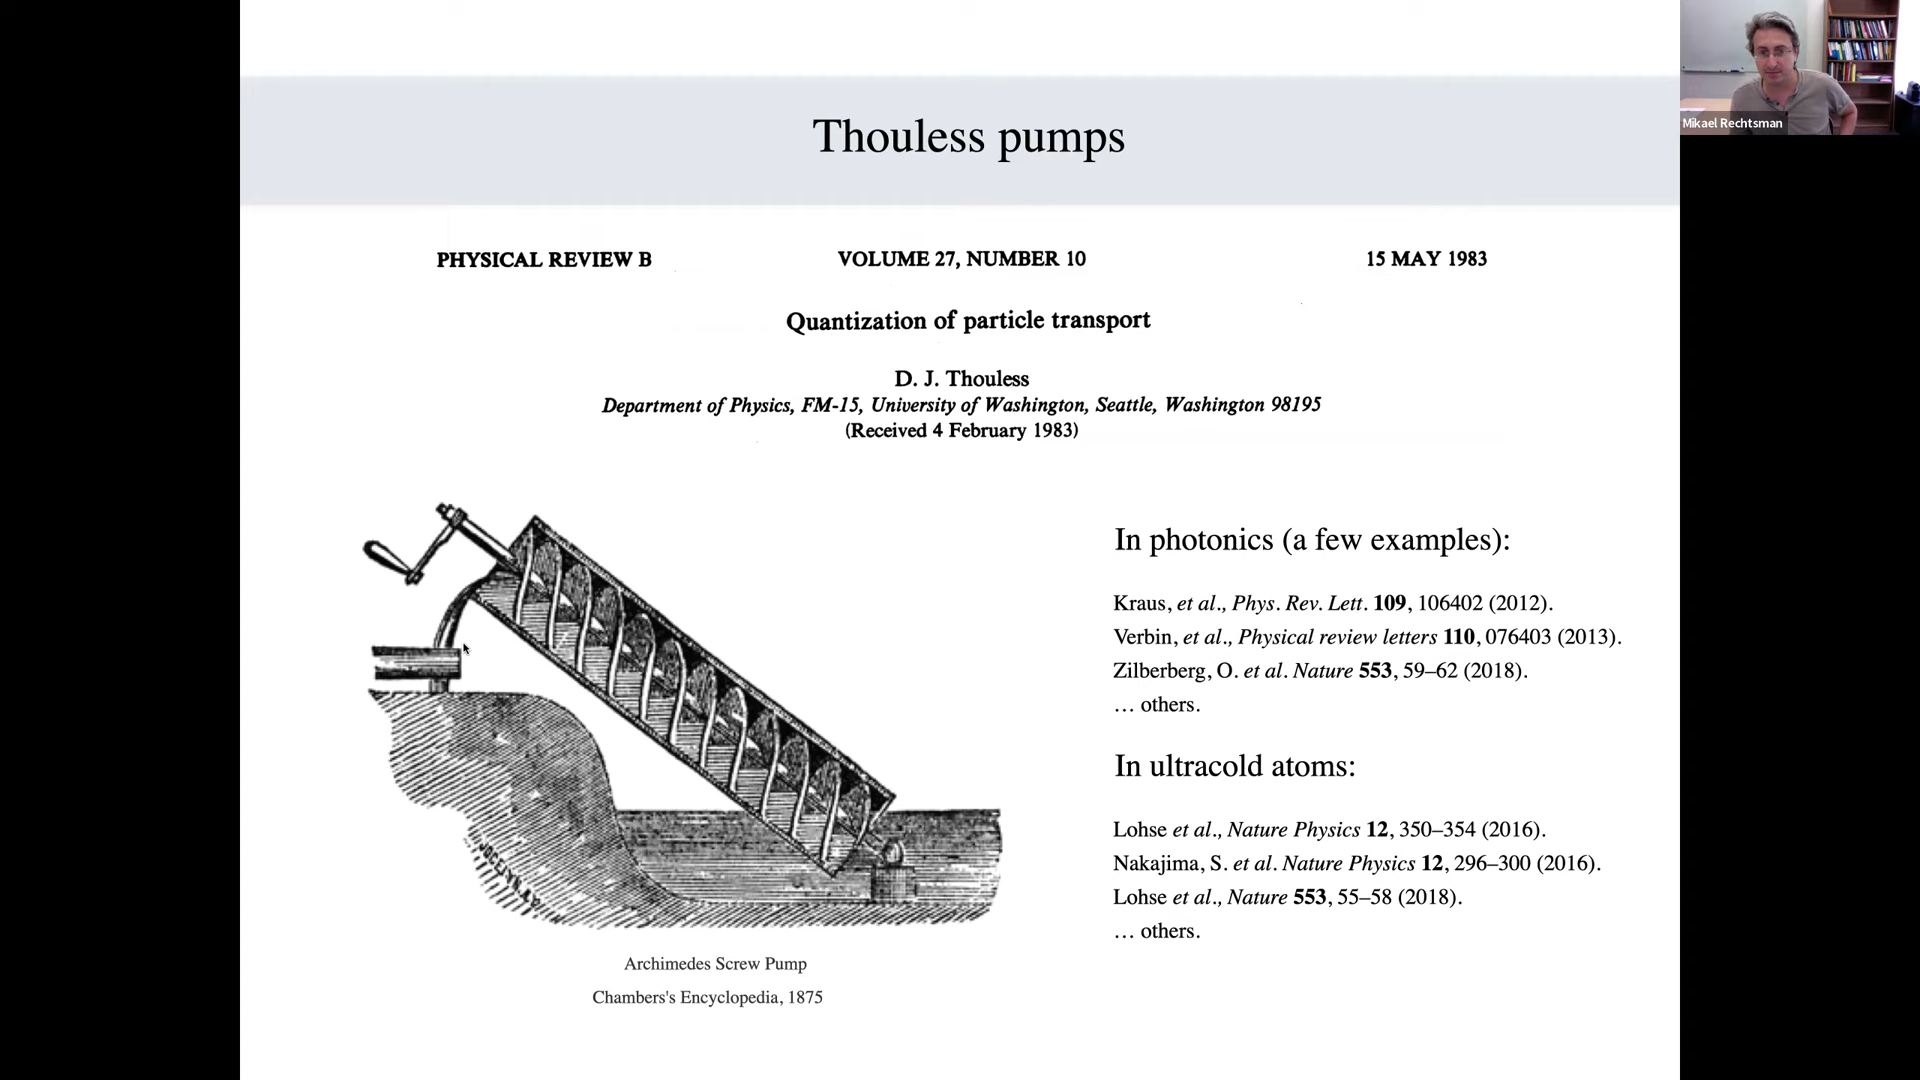 Thouless pumps
Mikael Rechtsman
PHYSICAL REVIEW B VOLUME 27, NUMBER 10 15 MAY 1983
Quantization of particle transport
D. J. Thouless
Department of Physics, FM-15, University of Washington, Seattle, Washington 98195
(Received 4 February 1983)
In photonics (a few examples):
Kraus, et al., Phys. Rev. Lett. 109, 106402 (2012).
Verbin, et al., Physical review letters 110, 076403 (2013).
Zilberberg, O. et al. Nature 553, 59–62 (2018).
… others.
In ultracold atoms:
Lohse et al., Nature Physics 12, 350–354 (2016).
Nakajima, S. et al. Nature Physics 12, 296–300 (2016).
Lohse et al., Nature 553, 55–58 (2018).
… others.
Archimedes Screw Pump
Chambers's Encyclopedia, 1875